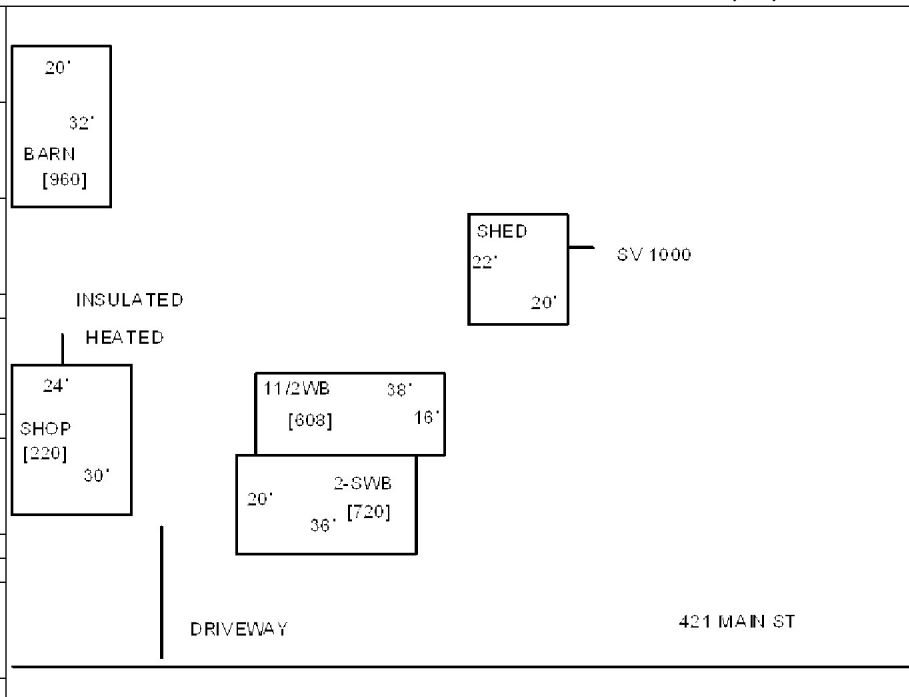 20'
32'
BARN
[960]
SHED
22'
20'
SV 1000
INSULATED
HEATED
24'
SHOP
[220]
30'
11/2WB 38'
[608] 16'
2-SWB
20'
36' [720]
DRIVEWAY
421 MAIN ST